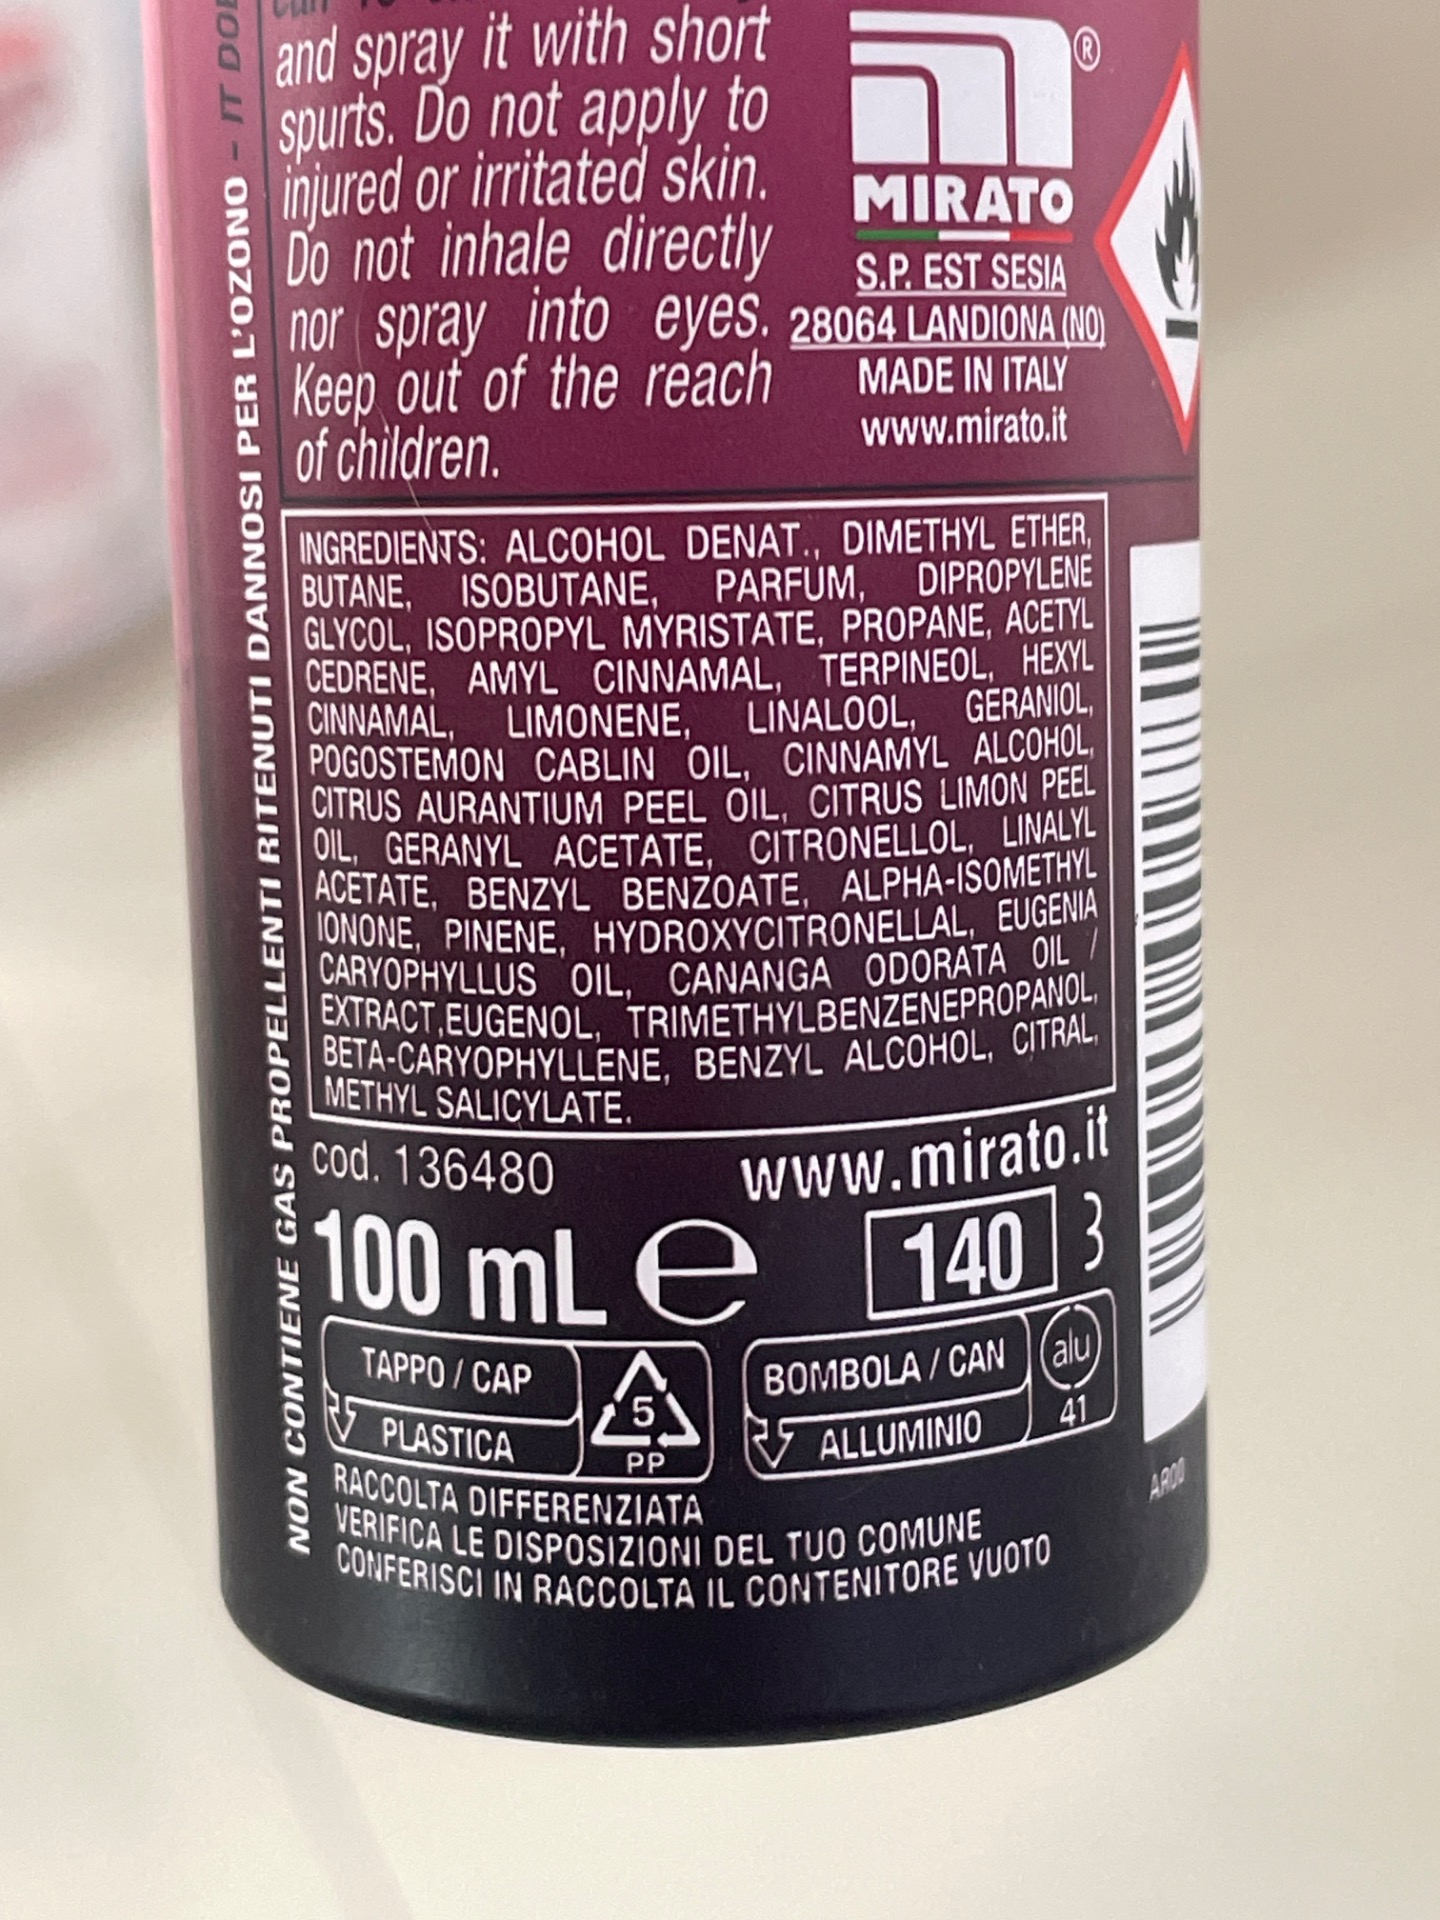 and spray it with short
spurts. Do not apply to
injured or irritated skin.
Do not inhale directly
nor spray into eyes.
Keep out of the reach
of children.
®
MIRATO
S.P. EST SESIA
28064 LANDIONA (NO)
MADE IN ITALY
www.mirato.it
NON CONTIENE GAS PROPELLENTI RITENUTI DANNOSI PER L'OZONO - IT
INGREDIENTS: ALCOHOL DENAT., DIMETHYL ETHER,
BUTANE, ISOBUTANE, PARFUM, DIPROPYLENE
GLYCOL, ISOPROPYL MYRISTATE, PROPANE, ACETYL
CEDRENE, AMYL CINNAMAL, TERPINEOL, HEXYL
CINNAMAL, LIMONENE, LINALOOL, GERANIOL,
POGOSTEMON CABLIN OIL, CINNAMYL ALCOHOL,
CITRUS AURANTIUM PEEL OIL, CITRUS LIMON PEEL
OIL, GERANYL ACETATE, CITRONELLOL, LINALYL
ACETATE, BENZYL BENZOATE, ALPHA-ISOMETHYL
IONONE, PINENE, HYDROXYCITRONELLAL, EUGENIA
CARYOPHYLLUS OIL, CANANGA ODORATA OIL /
EXTRACT,EUGENOL, TRIMETHYLBENZENEPROPANOL,
BETA-CARYOPHYLLENE, BENZYL ALCOHOL, CITRAL,
METHYL SALICYLATE.
cod. 136480
www.mirato.it
100 mL e
140 3
TAPPO / CAP
PLASTICA
5
PP
BOMBOLA / CAN
ALLUMINIO
alu
41
RACCOLTA DIFFERENZIATA
VERIFICA LE DISPOSIZIONI DEL TUO COMUNE
CONFERISCI IN RACCOLTA IL CONTENITORE VUOTO